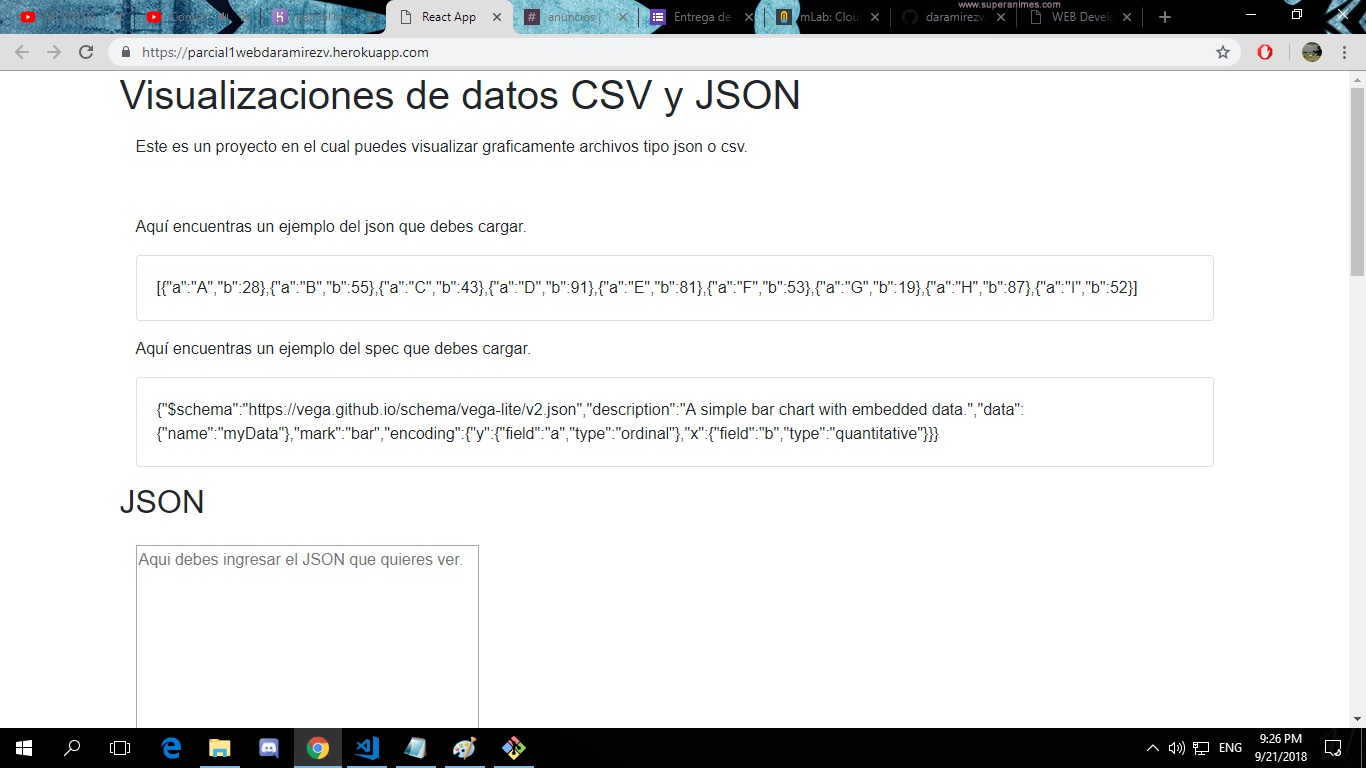 www.superanimes.com
React App
anuncios
Entrega de
mLab: Clou
daramirezv
WEB Develo
https://parcial1webdaramirezv.herokuapp.com
Visualizaciones de datos CSV y JSON
Este es un proyecto en el cual puedes visualizar graficamente archivos tipo json o csv.
Aquí encuentras un ejemplo del json que debes cargar.
[{"a":"A","b":28},{"a":"B","b":55},{"a":"C","b":43},{"a":"D","b":91},{"a":"E","b":81},{"a":"F","b":53},{"a":"G","b":19},{"a":"H","b":87},{"a":"I","b":52}]
Aquí encuentras un ejemplo del spec que debes cargar.
{"$schema":"https://vega.github.io/schema/vega-lite/v2.json","description":"A simple bar chart with embedded data.","data":
{"name":"myData"},"mark":"bar","encoding":{"y":{"field":"a","type":"ordinal"},"x":{"field":"b","type":"quantitative"}}}
JSON
Aqui debes ingresar el JSON que quieres ver.
ENG
9:26 PM
9/21/2018